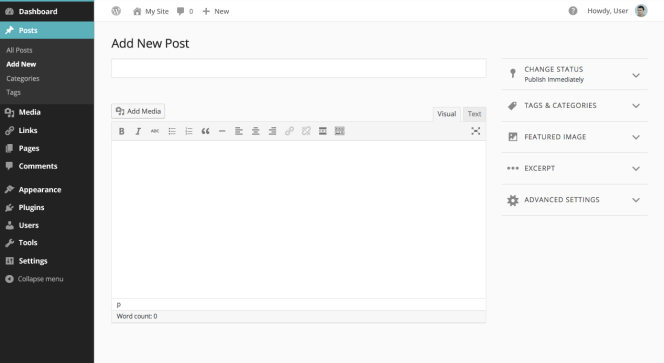 Dashboard
Posts
All Posts
Add New
Categories
Tags
Media
Links
Pages
Comments
Appearance
Plugins
Users
Tools
Settings
Collapse menu
My Site 0 + New
Howdy, User
Add New Post
Add Media
Visual Text
B I ABC
p
Word count: 0
CHANGE STATUS
Publish Immediately
TAGS & CATEGORIES
FEATURED IMAGE
EXCERPT
ADVANCED SETTINGS